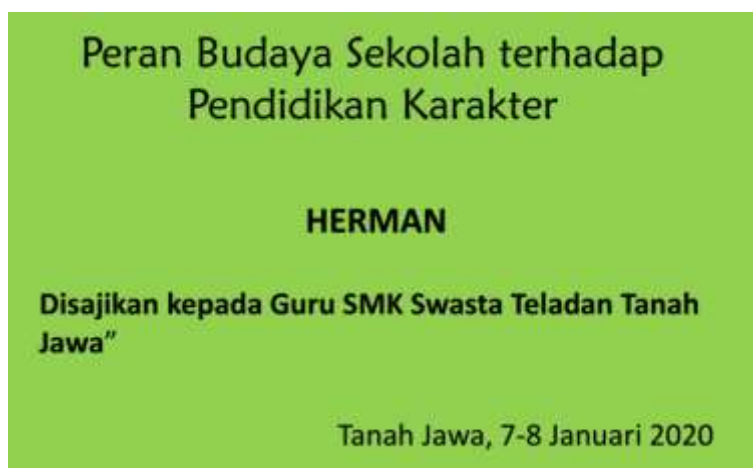 Peran Budaya Sekolah terhadap
Pendidikan Karakter
HERMAN
Disajikan kepada Guru SMK Swasta Teladan Tanah
Jawa”
Tanah Jawa, 7-8 Januari 2020